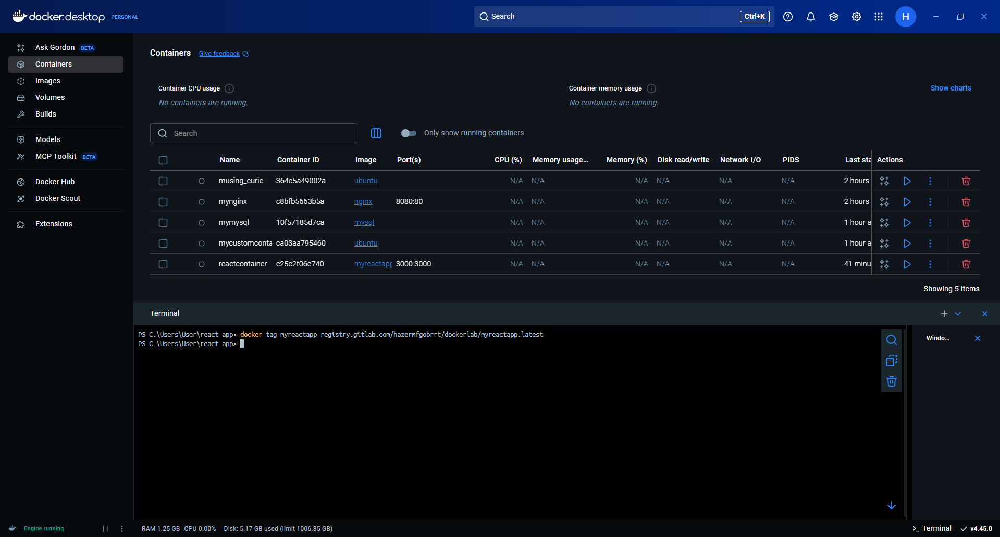 docker.desktop PERSONAL
Search Ctrl+K
H
Ask Gordon BETA
Containers
Images
Volumes
Builds
Models
MCP Toolkit BETA
Docker Hub
Docker Scout
Extensions
Containers Give feedback
Container CPU usage
No containers are running.
Container memory usage
No containers are running.
Show charts
Search
Only show running containers
Name Container ID Image Port(s) CPU (%) Memory usage... Memory (%) Disk read/write Network I/O PIDS Last sta Actions
musing_curie 364c5a49002a ubuntu N/A N/A N/A N/A N/A N/A 2 hours
mynginx c8bfb5663b5a nginx 8080:80 N/A N/A N/A N/A N/A N/A 2 hours
mymysql 10f57185d7ca mysql N/A N/A N/A N/A N/A N/A 1 hour a
mycustomconta ca03aa795460 ubuntu N/A N/A N/A N/A N/A N/A 1 hour a
reactcontainer e25c2f06e740 myreactapp 3000:3000 N/A N/A N/A N/A N/A N/A 41 minu
Showing 5 items
Terminal
PS C:\Users\User\react-app> docker tag myreactapp registry.gitlab.com/hazermfgobrrt/dockerlab/myreactapp:latest
PS C:\Users\User\react-app>
Windo...
Engine running
RAM 1.25 GB CPU 0.00% Disk: 5.17 GB used (limit 1006.85 GB)
Terminal v4.45.0